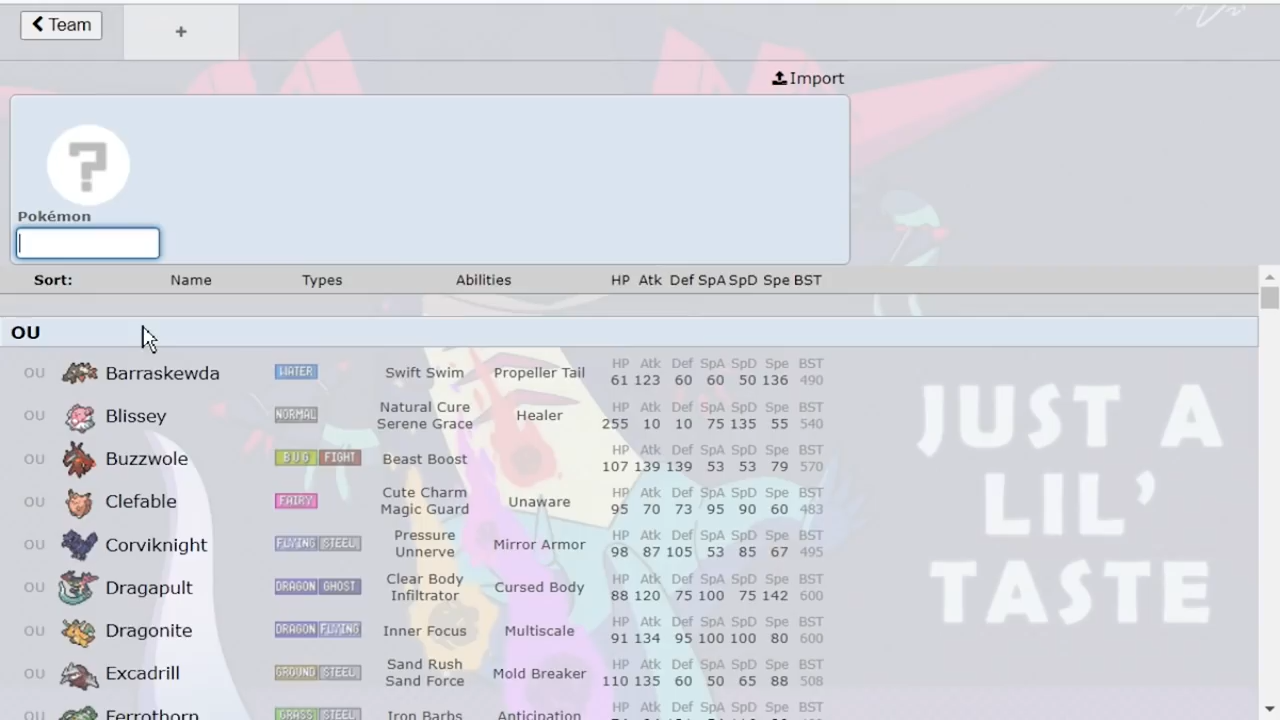 Team
+
Import
?
Pokémon
Sort: Name Types Abilities HP Atk Def SpA SpD Spe BST
OU
OU Barraskewda WATER Swift Swim Propeller Tail HP 61 Atk 123 Def 60 SpA 60 SpD 50 Spe 136 BST 490
OU Blissey NORMAL Natural Cure Serene Grace Healer HP 255 Atk 10 Def 10 SpA 75 SpD 135 Spe 55 BST 540
OU Buzzwole BUG FIGHT Beast Boost HP 107 Atk 139 Def 139 SpA 53 SpD 53 Spe 79 BST 570
OU Clefable FAIRY Cute Charm Magic Guard Unaware HP 95 Atk 70 Def 73 SpA 95 SpD 90 Spe 60 BST 483
OU Corviknight FLYING STEEL Pressure Unnerve Mirror Armor HP 98 Atk 87 Def 105 SpA 53 SpD 85 Spe 67 BST 495
OU Dragapult DRAGON GHOST Clear Body Infiltrator Cursed Body HP 88 Atk 120 Def 75 SpA 100 SpD 75 Spe 142 BST 600
OU Dragonite DRAGON FLYING Inner Focus Multiscale HP 91 Atk 134 Def 95 SpA 100 SpD 100 Spe 80 BST 600
OU Excadrill GROUND STEEL Sand Rush Sand Force Mold Breaker HP 110 Atk 135 Def 60 SpA 50 SpD 65 Spe 88 BST 508
OU Ferrothorn GRASS STEEL Iron Barbs Anticipation HP Atk Def SpA SpD Spe BST
JUST A
LIL'
TASTE